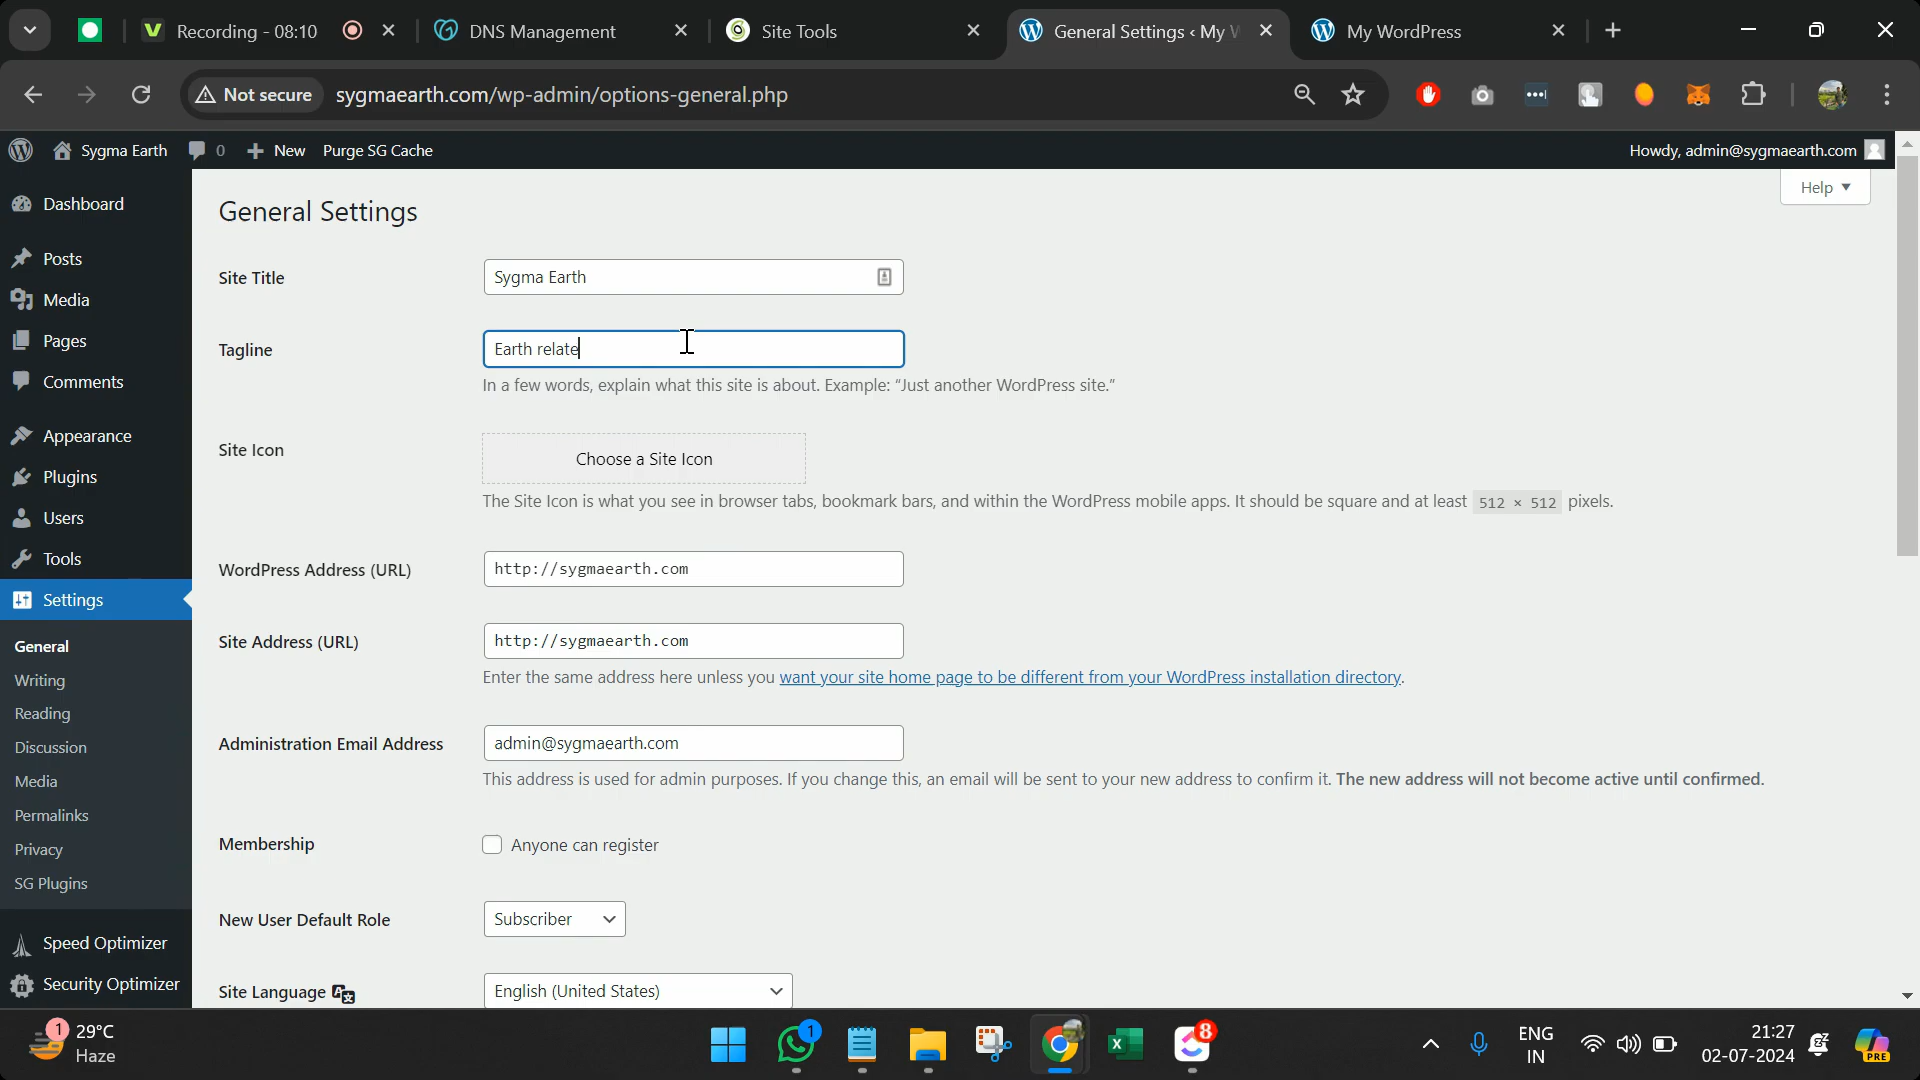 Recording - 08:10
DNS Management
Site Tools
General Settings ‹ My W
My WordPress
Not secure
sygmaearth.com/wp-admin/options-general.php
Sygma Earth
0
New
Purge SG Cache
Howdy, admin@sygmaearth.com
Help
Dashboard
Posts
Media
Pages
Comments
Appearance
Plugins
Users
Tools
Settings
General
Writing
Reading
Discussion
Media
Permalinks
Privacy
SG Plugins
Speed Optimizer
Security Optimizer
General Settings
Site Title
Sygma Earth
Tagline
Earth relate
In a few words, explain what this site is about. Example: “Just another WordPress site.”
Site Icon
Choose a Site Icon
The Site Icon is what you see in browser tabs, bookmark bars, and within the WordPress mobile apps. It should be square and at least 512 × 512 pixels.
WordPress Address (URL)
http://sygmaearth.com
Site Address (URL)
http://sygmaearth.com
Enter the same address here unless you want your site home page to be different from your WordPress installation directory.
Administration Email Address
admin@sygmaearth.com
This address is used for admin purposes. If you change this, an email will be sent to your new address to confirm it. The new address will not become active until confirmed.
Membership
Anyone can register
New User Default Role
Subscriber
Site Language
English (United States)
1
29°C
Haze
1
8
ENG
IN
21:27
02-07-2024
PRE